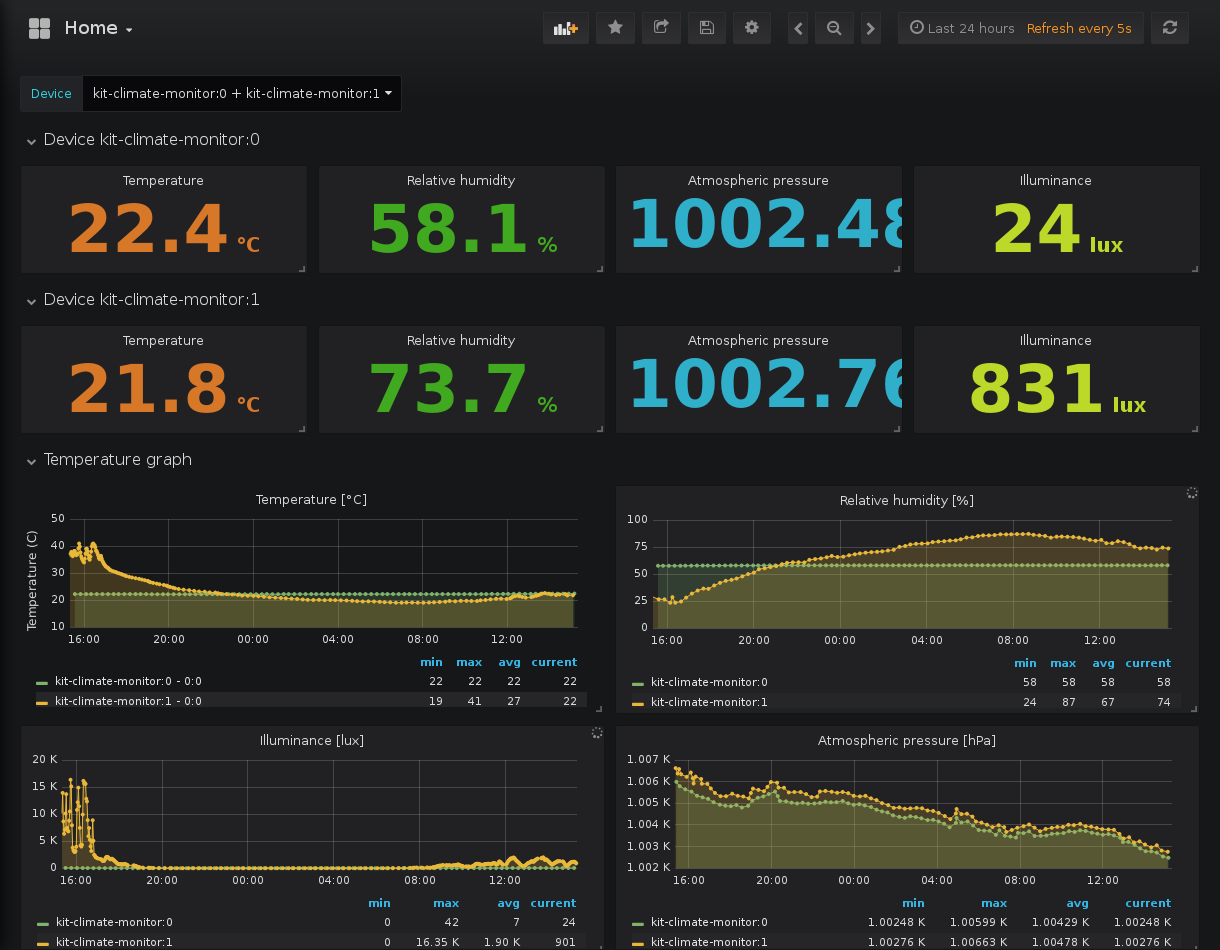 Home
Last 24 hours Refresh every 5s
Device kit-climate-monitor:0 + kit-climate-monitor:1
Device kit-climate-monitor:0
Temperature Relative humidity Atmospheric pressure Illuminance
22.4 °C 58.1 % 1002.48 24 lux
Device kit-climate-monitor:1
Temperature Relative humidity Atmospheric pressure Illuminance
21.8 °C 73.7 % 1002.76 831 lux
Temperature graph
Temperature [°C]
Temperature (C)
50
40
30
20
10
16:00 20:00 00:00 04:00 08:00 12:00
min max avg current
kit-climate-monitor:0 - 0:0 22 22 22 22
kit-climate-monitor:1 - 0:0 19 41 27 22
Relative humidity [%]
100
75
50
25
0
16:00 20:00 00:00 04:00 08:00 12:00
min max avg current
kit-climate-monitor:0 58 58 58 58
kit-climate-monitor:1 24 87 67 74
Illuminance [lux]
20 K
15 K
10 K
5 K
0
16:00 20:00 00:00 04:00 08:00 12:00
min max avg current
kit-climate-monitor:0 0 42 7 24
kit-climate-monitor:1 0 16.35 K 1.90 K 901
Atmospheric pressure [hPa]
1.007 K
1.006 K
1.005 K
1.004 K
1.003 K
1.002 K
16:00 20:00 00:00 04:00 08:00 12:00
min max avg current
kit-climate-monitor:0 1.00248 K 1.00599 K 1.00429 K 1.00248 K
kit-climate-monitor:1 1.00276 K 1.00663 K 1.00478 K 1.00276 K